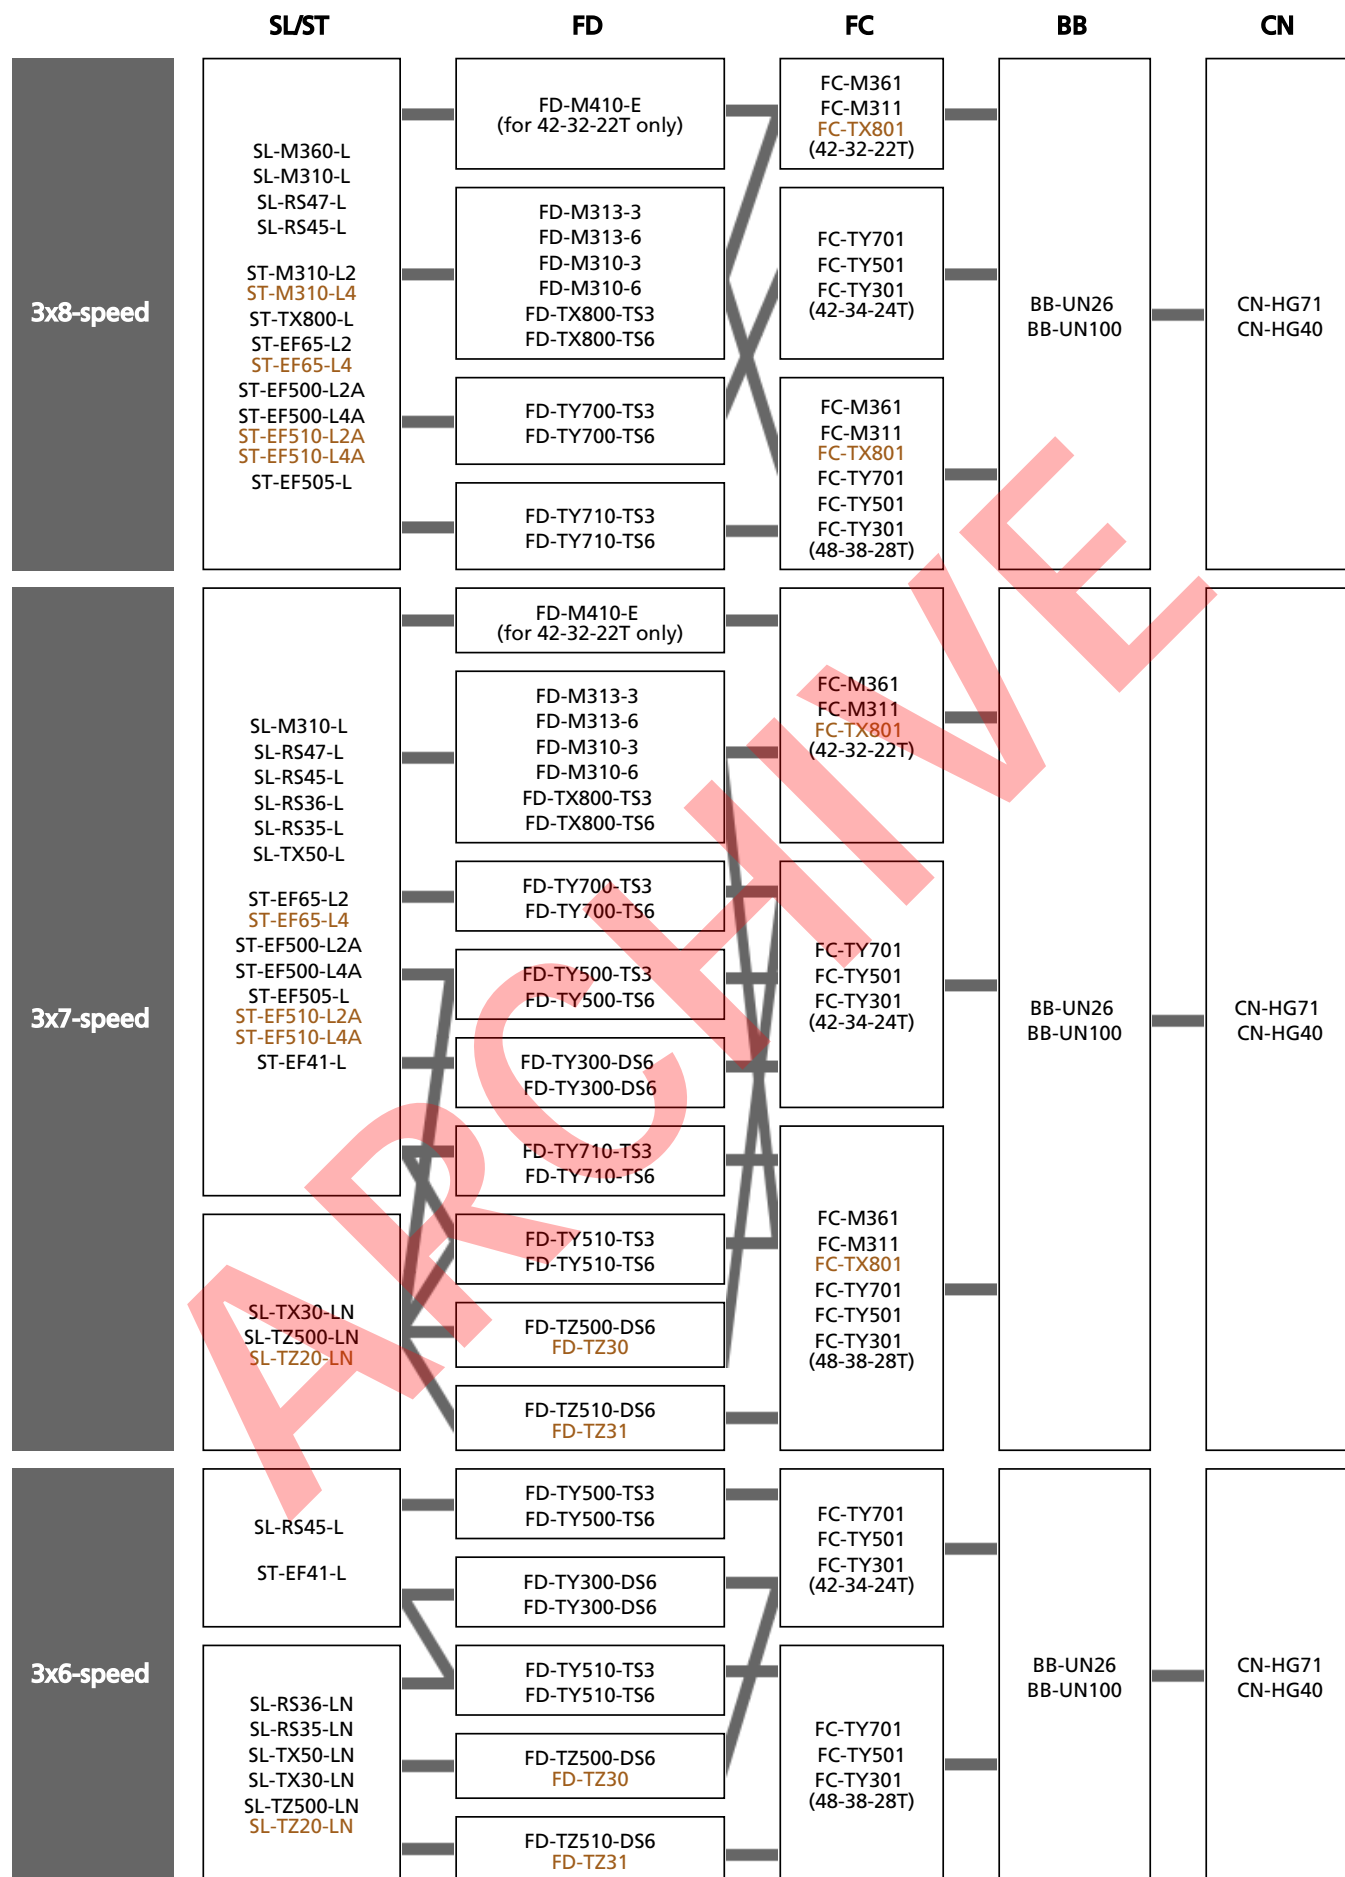 SL/ST
FD
FC
BB
CN
3x8-speed
SL-M360-L
SL-M310-L
SL-RS47-L
SL-RS45-L
ST-M310-L2
ST-M310-L4
ST-TX800-L
ST-EF65-L2
ST-EF65-L4
ST-EF500-L2A
ST-EF500-L4A
ST-EF510-L2A
ST-EF510-L4A
ST-EF505-L
FD-M410-E
(for 42-32-22T only)
FD-M313-3
FD-M313-6
FD-M310-3
FD-M310-6
FD-TX800-TS3
FD-TX800-TS6
FD-TY700-TS3
FD-TY700-TS6
FD-TY710-TS3
FD-TY710-TS6
FC-M361
FC-M311
FC-TX801
(42-32-22T)
FC-TY701
FC-TY501
FC-TY301
(42-34-24T)
FC-M361
FC-M311
FC-TX801
FC-TY701
FC-TY501
FC-TY301
(48-38-28T)
BB-UN26
BB-UN100
CN-HG71
CN-HG40
3x7-speed
SL-M310-L
SL-RS47-L
SL-RS45-L
SL-RS36-L
SL-RS35-L
SL-TX50-L
ST-EF65-L2
ST-EF65-L4
ST-EF500-L2A
ST-EF500-L4A
ST-EF505-L
ST-EF510-L2A
ST-EF510-L4A
ST-EF41-L
SL-TX30-LN
SL-TZ500-LN
SL-TZ20-LN
FD-M410-E
(for 42-32-22T only)
FD-M313-3
FD-M313-6
FD-M310-3
FD-M310-6
FD-TX800-TS3
FD-TX800-TS6
FD-TY700-TS3
FD-TY700-TS6
FD-TY500-TS3
FD-TY500-TS6
FD-TY300-DS6
FD-TY300-DS6
FD-TY710-TS3
FD-TY710-TS6
FD-TY510-TS3
FD-TY510-TS6
FD-TZ500-DS6
FD-TZ30
FD-TZ510-DS6
FD-TZ31
FC-M361
FC-M311
FC-TX801
(42-32-22T)
FC-TY701
FC-TY501
FC-TY301
(42-34-24T)
FC-M361
FC-M311
FC-TX801
FC-TY701
FC-TY501
FC-TY301
(48-38-28T)
BB-UN26
BB-UN100
CN-HG71
CN-HG40
3x6-speed
SL-RS45-L
ST-EF41-L
SL-RS36-LN
SL-RS35-LN
SL-TX50-LN
SL-TX30-LN
SL-TZ500-LN
SL-TZ20-LN
FD-TY500-TS3
FD-TY500-TS6
FD-TY300-DS6
FD-TY300-DS6
FD-TY510-TS3
FD-TY510-TS6
FD-TZ500-DS6
FD-TZ30
FD-TZ510-DS6
FD-TZ31
FC-TY701
FC-TY501
FC-TY301
(42-34-24T)
FC-TY701
FC-TY501
FC-TY301
(48-38-28T)
BB-UN26
BB-UN100
CN-HG71
CN-HG40
ARCHIVE